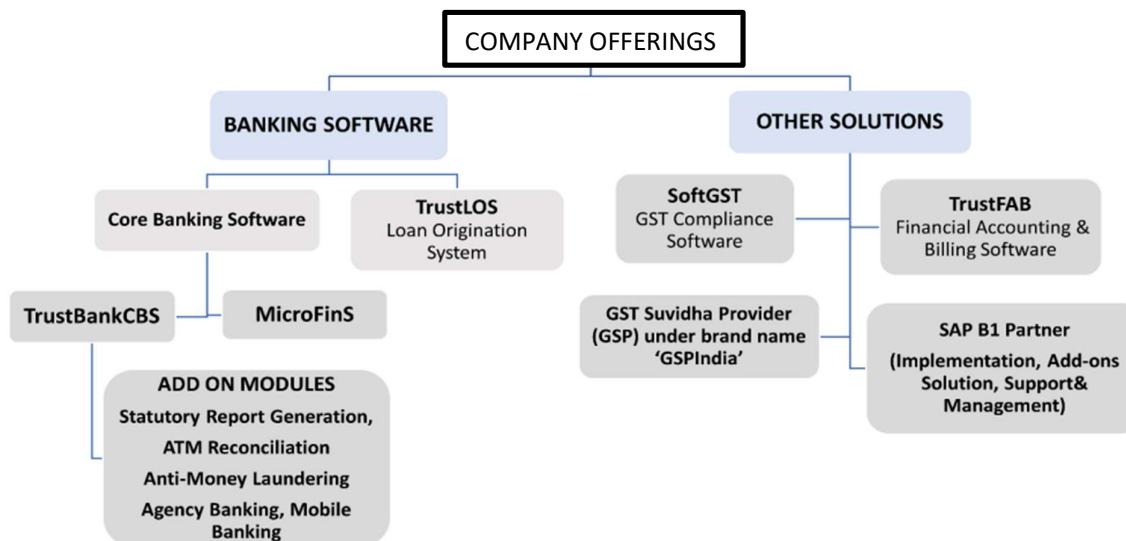 COMPANY OFFERINGS
BANKING SOFTWARE
OTHER SOLUTIONS
Core Banking Software
TrustLOS
Loan Origination
System
SoftGST
GST Compliance
Software
TrustFAB
Financial Accounting &
Billing Software
TrustBankCBS
MicroFinS
GST Suvidha Provider
(GSP) under brand name
‘GSPIndia’
SAP B1 Partner
(Implementation, Add-ons
Solution, Support&
Management)
ADD ON MODULES
Statutory Report Generation,
ATM Reconciliation
Anti-Money Laundering
Agency Banking, Mobile
Banking